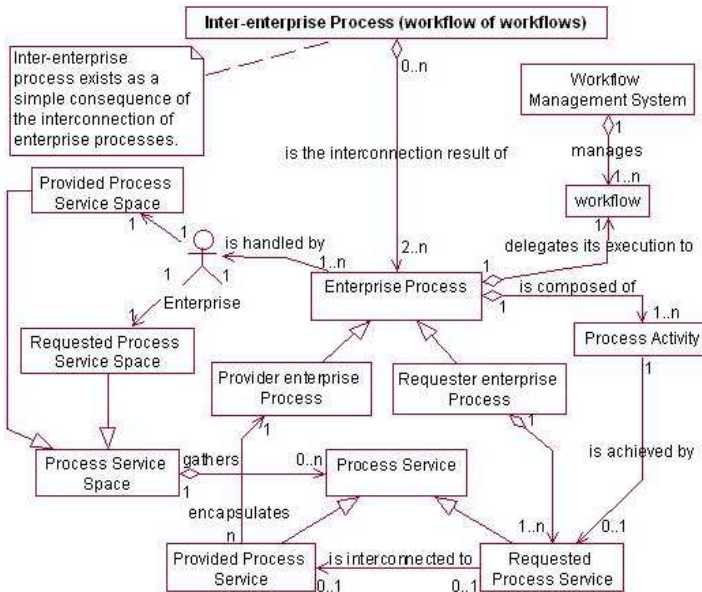 Inter-enterprise Process (workflow of workflows)
Inter-enterprise
process exists as a
simple consequence of
the interconnection of
enterprise processes.
0..n
Workflow
Management System
1
is the interconnection result of
manages
1..n
Provided Process
Service Space
workflow
1
1
1
is handled by
delegates its execution to
2..n
1..n
1
1
1
Enterprise Process
is composed of
1
Enterprise
1
1..n
Requested Process
Service Space
Process Activity
Provider enterprise
Process
Requester enterprise
Process
1
1
1
is achieved by
Process Service
Space
gathers
0..n
Process Service
1
encapsulates
n
1..n
0..1
Provided Process
Service
is interconnected to
Requested
Process Service
0..1
0..1